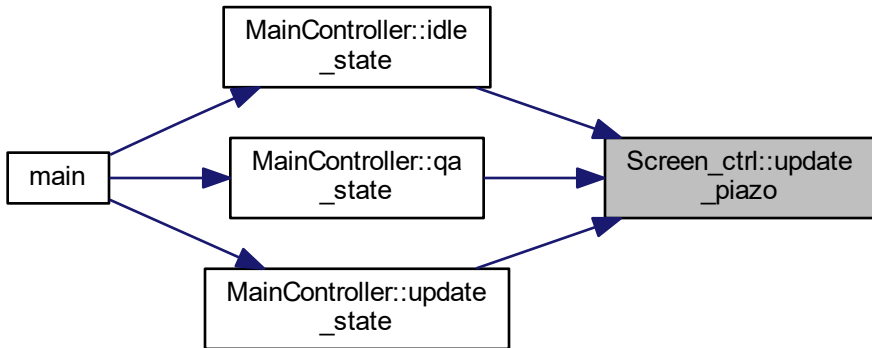 MainController::idle
_state
main
MainController::qa
_state
Screen_ctrl::update
_piazo
MainController::update
_state